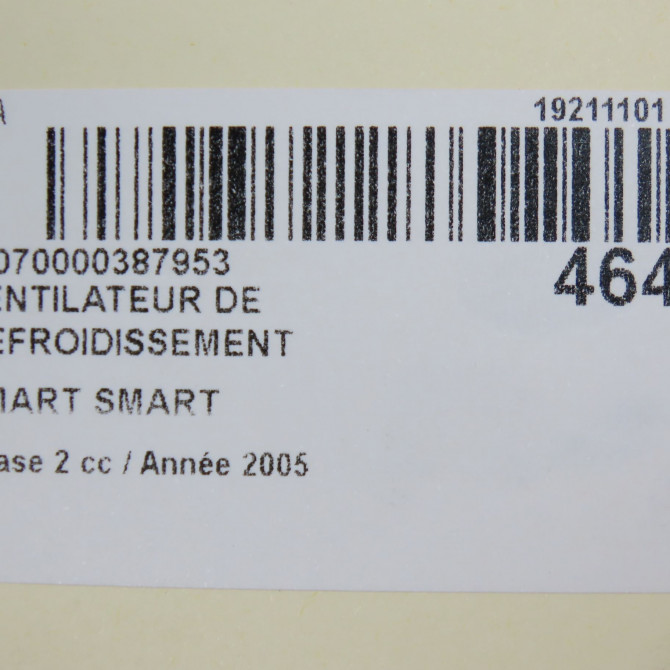 A 19211101
070000387953 464
ENTILATEUR DE
EFROIDISSEMENT
MART SMART
ase 2 cc / Année 2005